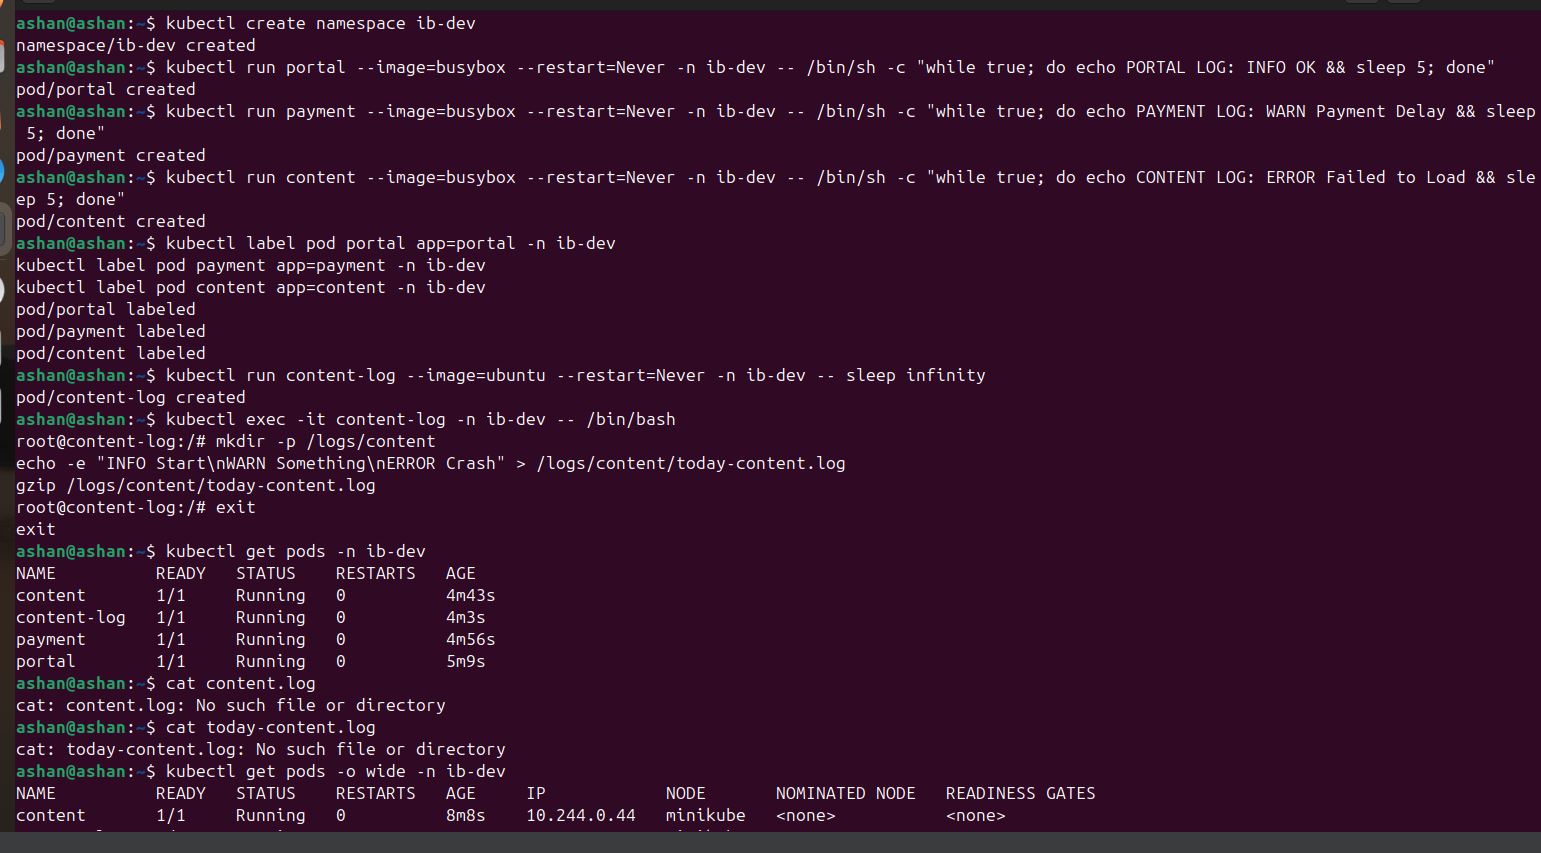 ashan@ashan:~$ kubectl create namespace ib-dev
namespace/ib-dev created
ashan@ashan:~$ kubectl run portal --image=busybox --restart=Never -n ib-dev -- /bin/sh -c "while true; do echo PORTAL LOG: INFO OK && sleep 5; done"
pod/portal created
ashan@ashan:~$ kubectl run payment --image=busybox --restart=Never -n ib-dev -- /bin/sh -c "while true; do echo PAYMENT LOG: WARN Payment Delay && sleep
 5; done"
pod/payment created
ashan@ashan:~$ kubectl run content --image=busybox --restart=Never -n ib-dev -- /bin/sh -c "while true; do echo CONTENT LOG: ERROR Failed to Load && sle
ep 5; done"
pod/content created
ashan@ashan:~$ kubectl label pod portal app=portal -n ib-dev
kubectl label pod payment app=payment -n ib-dev
kubectl label pod content app=content -n ib-dev
pod/portal labeled
pod/payment labeled
pod/content labeled
ashan@ashan:~$ kubectl run content-log --image=ubuntu --restart=Never -n ib-dev -- sleep infinity
pod/content-log created
ashan@ashan:~$ kubectl exec -it content-log -n ib-dev -- /bin/bash
root@content-log:/# mkdir -p /logs/content
echo -e "INFO Start\nWARN Something\nERROR Crash" > /logs/content/today-content.log
gzip /logs/content/today-content.log
root@content-log:/# exit
exit
ashan@ashan:~$ kubectl get pods -n ib-dev
NAME          READY   STATUS    RESTARTS   AGE
content       1/1     Running   0          4m43s
content-log   1/1     Running   0          4m3s
payment       1/1     Running   0          4m56s
portal        1/1     Running   0          5m9s
ashan@ashan:~$ cat content.log
cat: content.log: No such file or directory
ashan@ashan:~$ cat today-content.log
cat: today-content.log: No such file or directory
ashan@ashan:~$ kubectl get pods -o wide -n ib-dev
NAME          READY   STATUS    RESTARTS   AGE     IP            NODE       NOMINATED NODE   READINESS GATES
content       1/1     Running   0          8m8s    10.244.0.44   minikube   <none>           <none>